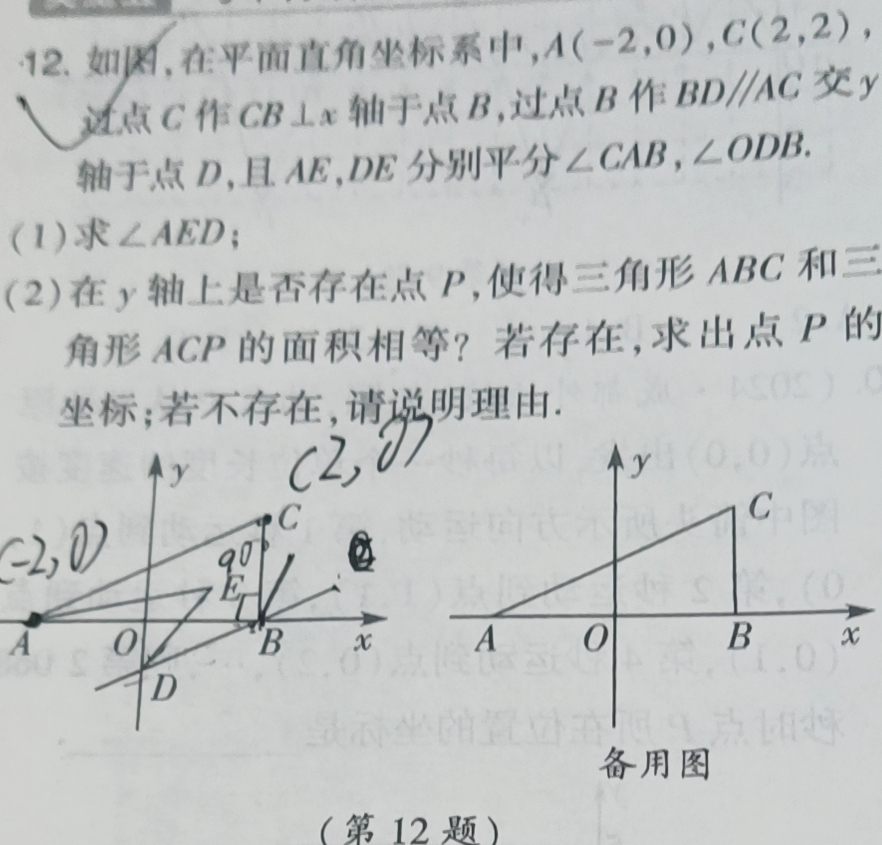 12. 如图,在平面直角坐标系中,A(-2,0),C(2,2),
过点 C 作 CB⊥x 轴于点 B,过点 B 作 BD//AC 交 y
轴于点 D,且 AE,DE 分别平分∠CAB,∠ODB.
(1)求∠AED;
(2)在 y 轴上是否存在点 P,使得三角形 ABC 和三
角形 ACP 的面积相等? 若存在,求出点 P 的
坐标;若不存在,请说明理由.
(2,0)
y
C
(-2,0)
90°
E
A
O
B
x
D
y
C
A
O
B
x
备用图
(第 12 题)